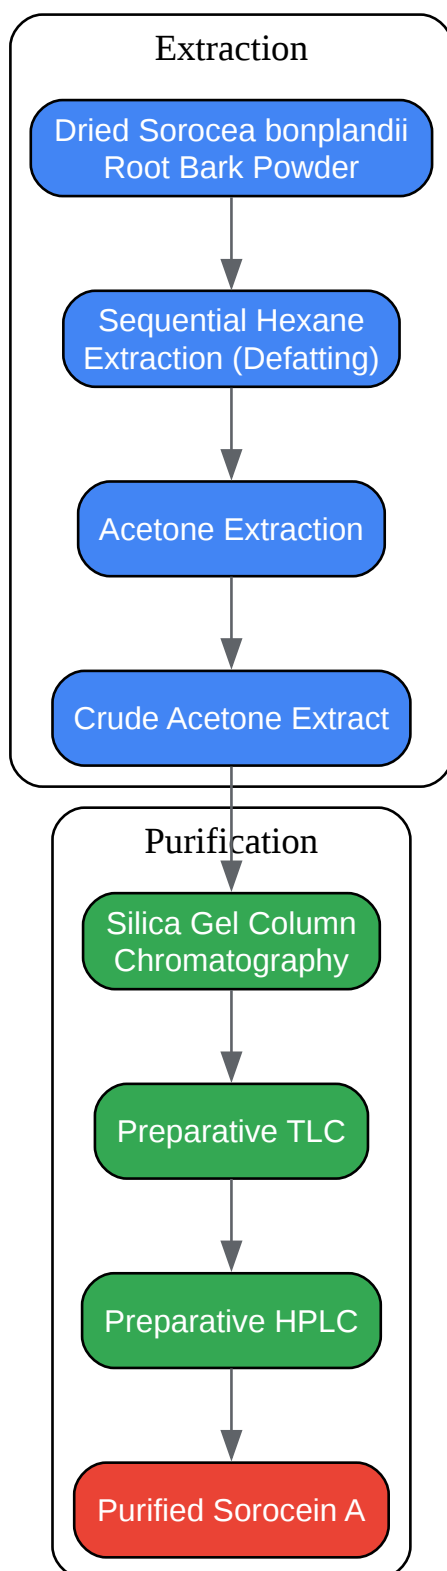 Extraction
Dried Sorocea bonplandii
Root Bark Powder
Sequential Hexane
Extraction (Defatting)
Acetone Extraction
Crude Acetone Extract
Purification
Silica Gel Column
Chromatography
Preparative TLC
Preparative HPLC
Purified Sorocein A